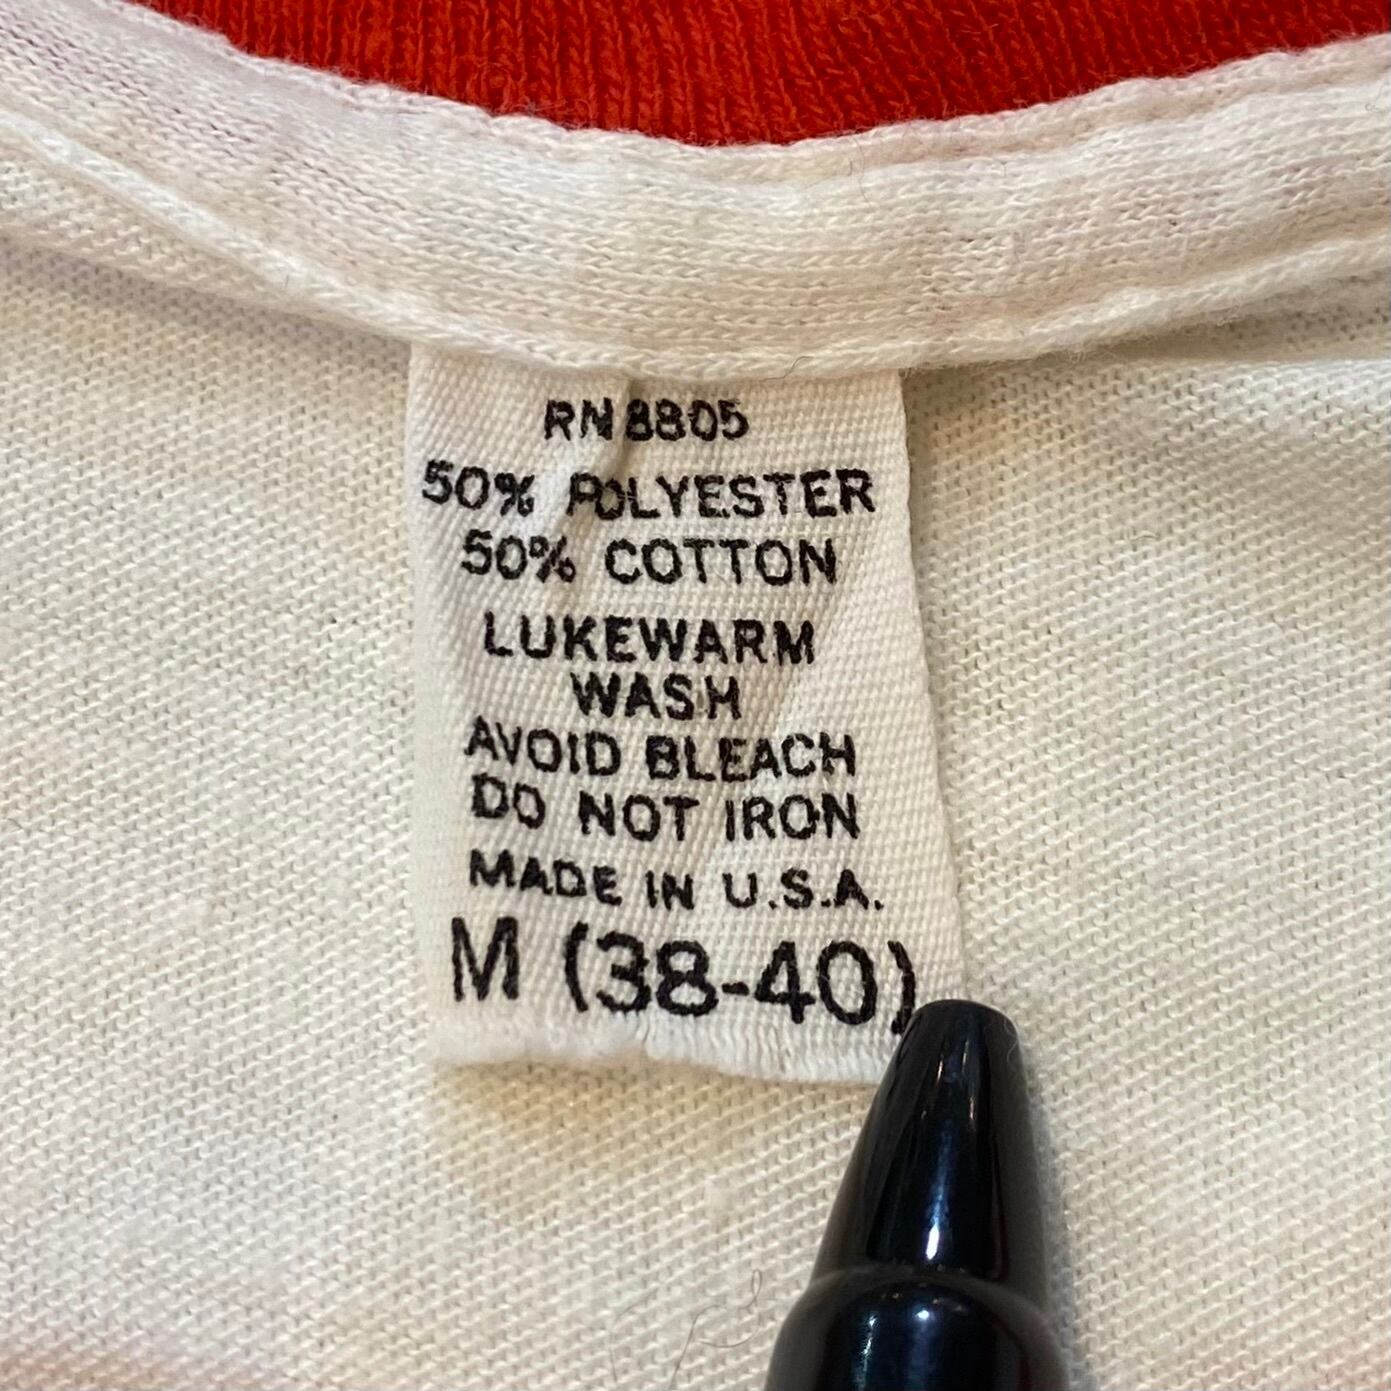 RN 8805
50% POLYESTER
50% COTTON
LUKEWARM
WASH
AVOID BLEACH
DO NOT IRON
MADE IN U.S.A.
M (38-40)